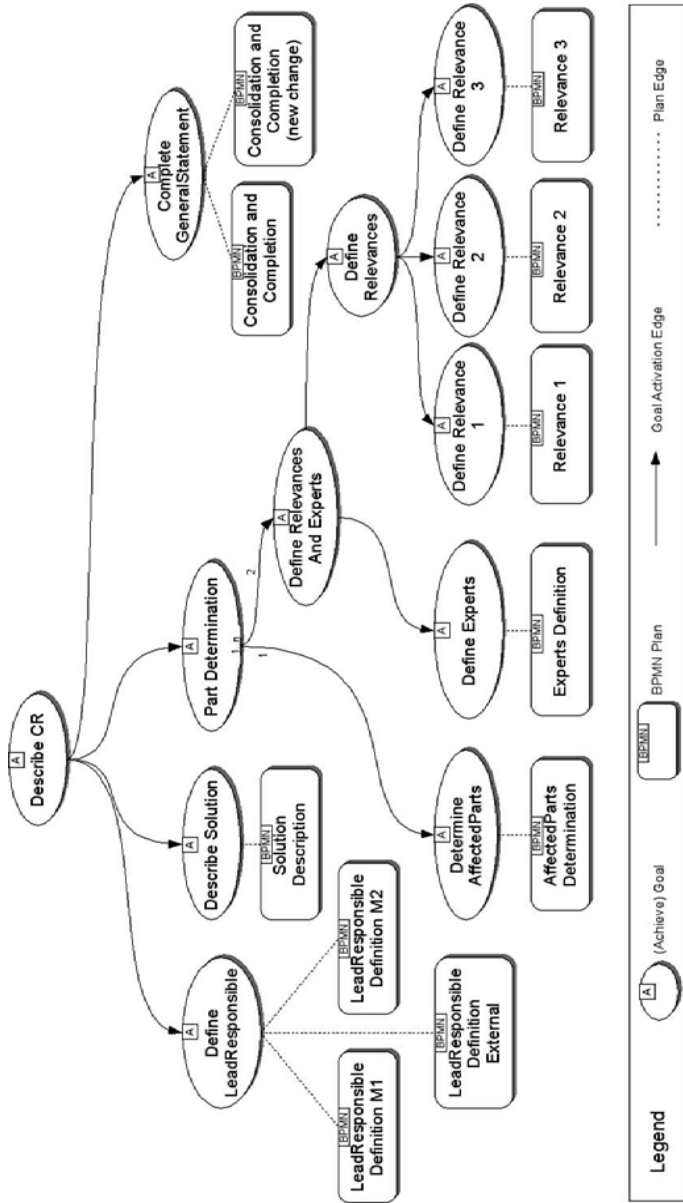 A
Describe CR
A
Define
LeadResponsible
A
Describe Solution
A
Part Determination
A
Complete
GeneralStatement
BPMN
LeadResponsible
Definition M1
BPMN
LeadResponsible
Definition M2
BPMN
LeadResponsible
Definition
External
BPMN
Solution
Description
1..n
1
2
BPMN
Consolidation and
Completion
BPMN
Consolidation and
Completion
(new change)
A
Define Relevances
And Experts
A
Define
Relevances
A
Determine
AffectedParts
A
Define Experts
A
Define Relevance
1
A
Define Relevance
2
A
Define Relevance
3
BPMN
AffectedParts
Determination
BPMN
Experts Definition
BPMN
Relevance 1
BPMN
Relevance 2
BPMN
Relevance 3
Legend
A
(Achieve) Goal
BPMN
BPMN Plan
Goal Activation Edge
Plan Edge